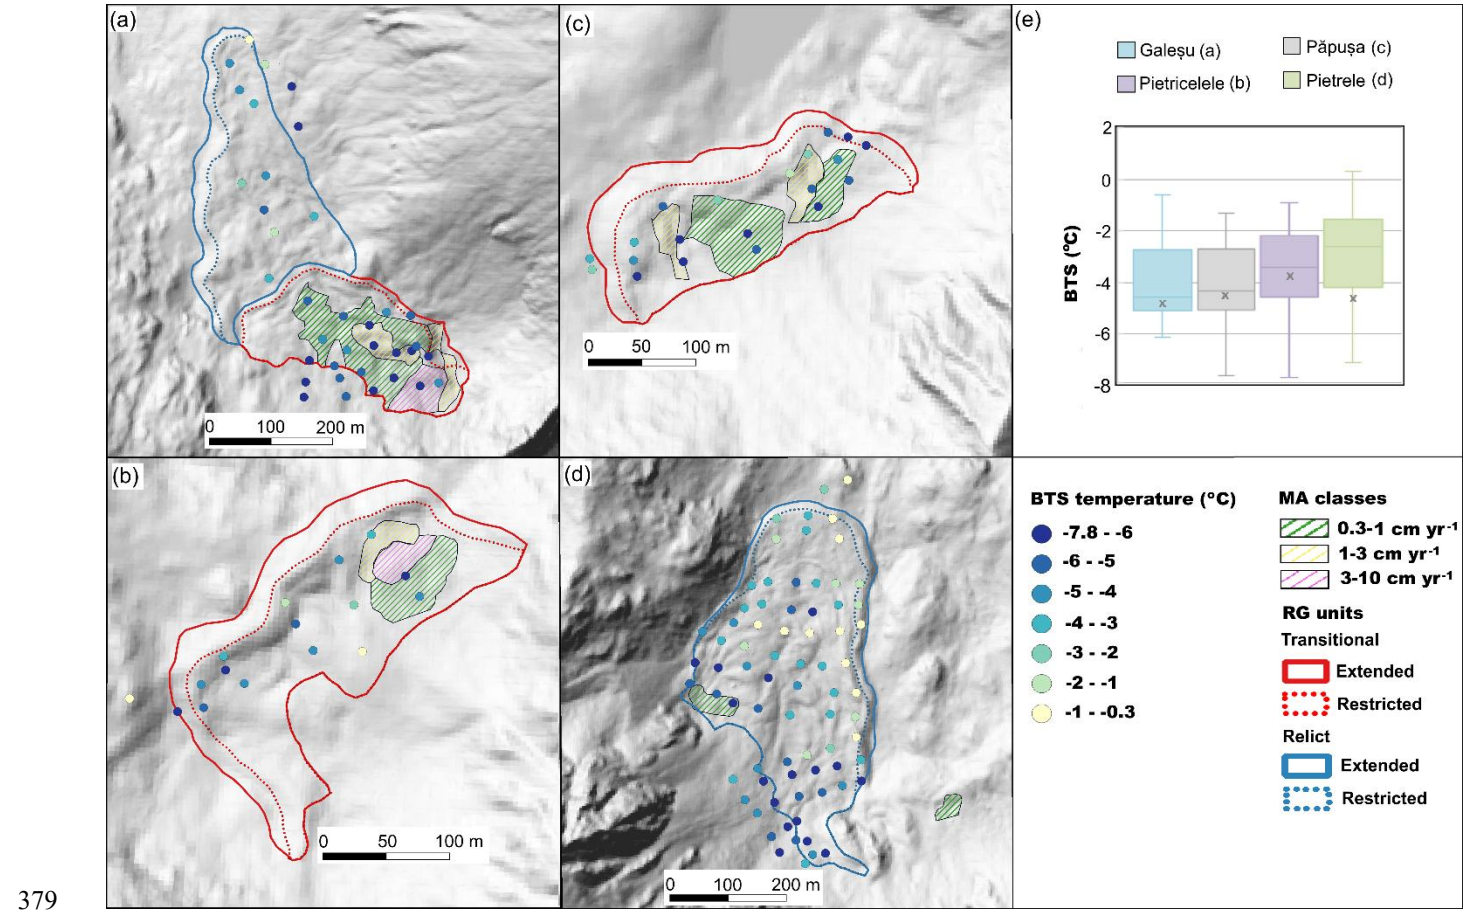 (a)
0 100 200 m
(c)
0 50 100 m
(e)
Galeșu (a)
Păpușa (c)
Pietricelele (b)
Pietrele (d)
BTS (°C)
2
0
-2
-4
-6
-8
(b)
0 50 100 m
(d)
0 100 200 m
BTS temperature (°C)
-7.8 - -6
-6 - -5
-5 - -4
-4 - -3
-3 - -2
-2 - -1
-1 - -0.3
MA classes
0.3-1 cm yr⁻¹
1-3 cm yr⁻¹
3-10 cm yr⁻¹
RG units
Transitional
Extended
Restricted
Relict
Extended
Restricted
379